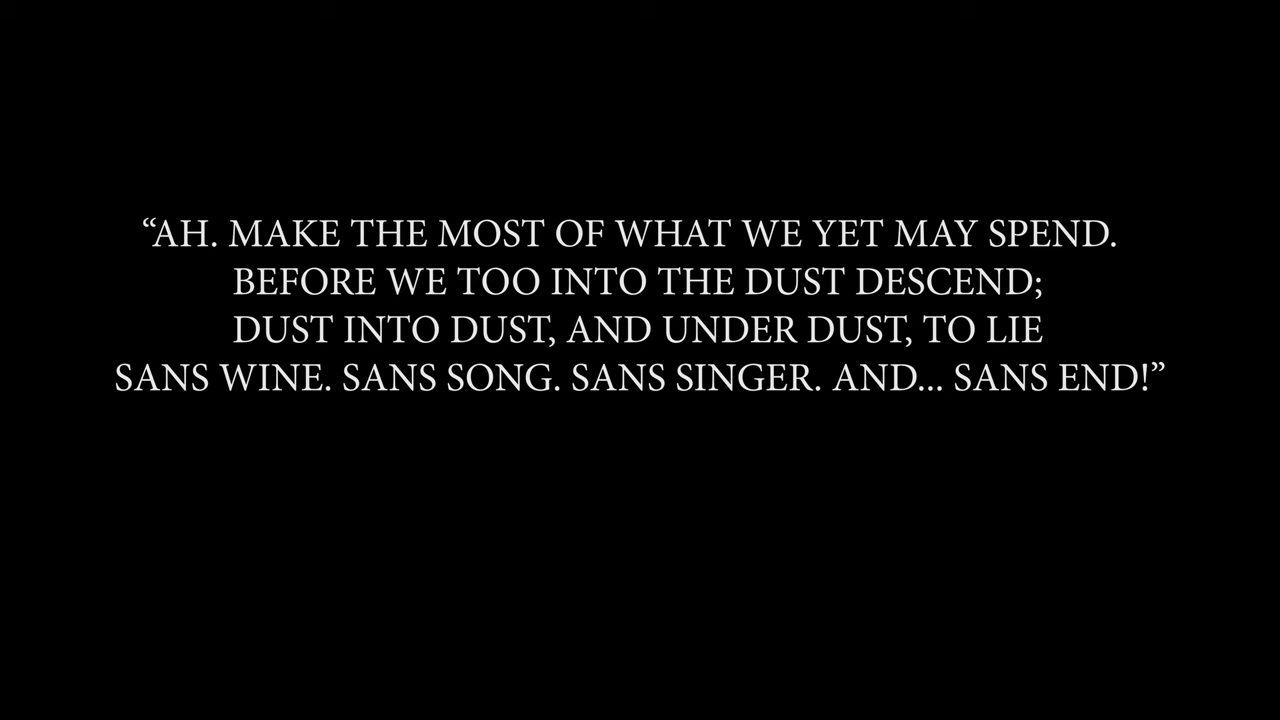 “AH. MAKE THE MOST OF WHAT WE YET MAY SPEND.
BEFORE WE TOO INTO THE DUST DESCEND;
DUST INTO DUST, AND UNDER DUST, TO LIE
SANS WINE. SANS SONG. SANS SINGER. AND... SANS END!”